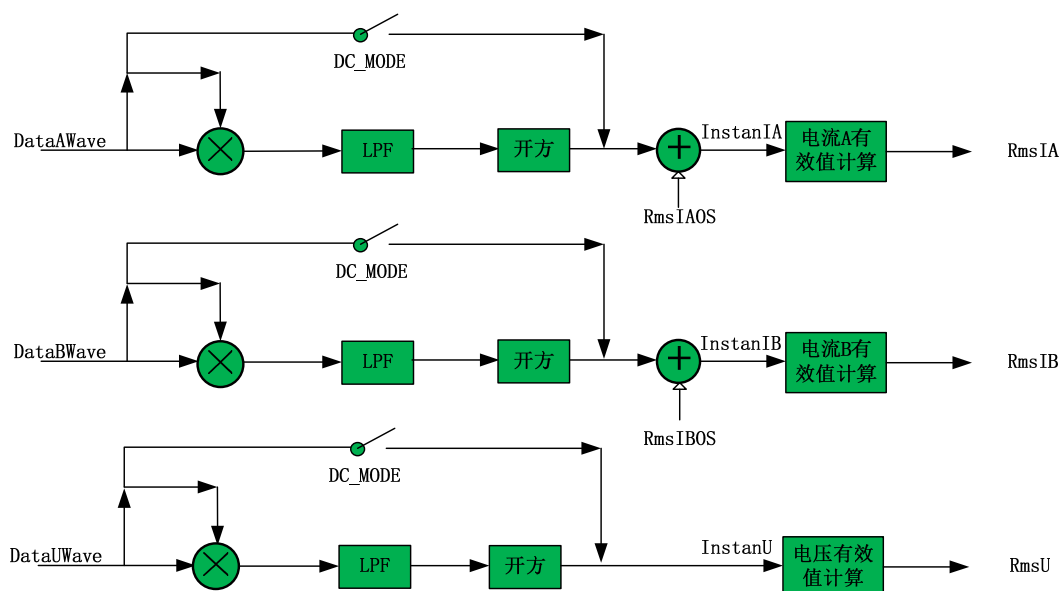 DC_MODE
DataAWave
LPF
开方
InstanIA
电流A有
效值计算
RmsIA
RmsIAOS
DC_MODE
DataBWave
LPF
开方
InstanIB
电流B有
效值计算
RmsIB
RmsIBOS
DC_MODE
DataUWave
LPF
开方
InstanU
电压有效
值计算
RmsU